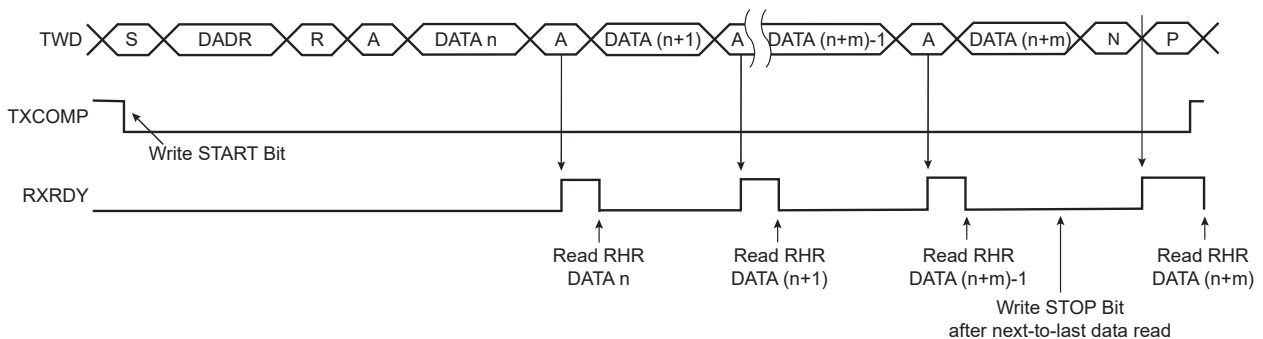 TWD S DADR R A DATA n A DATA (n+1) A DATA (n+m)-1 A DATA (n+m) N P
TXCOMP
Write START Bit
RXRDY
Read RHR Read RHR Read RHR Read RHR
DATA n DATA (n+1) DATA (n+m)-1 DATA (n+m)
Write STOP Bit
after next-to-last data read